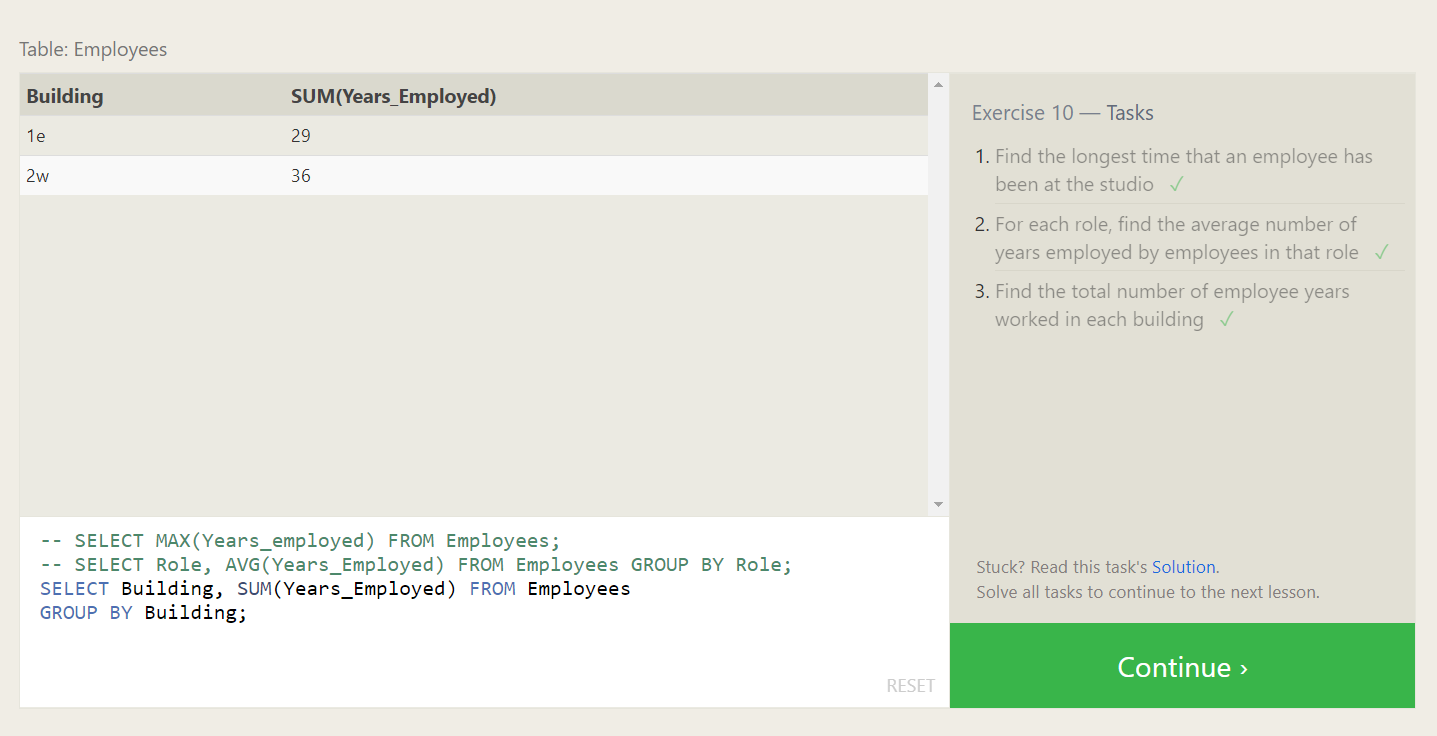 Table: Employees
Building SUM(Years_Employed)
1e 29
2w 36
-- SELECT MAX(Years_employed) FROM Employees;
-- SELECT Role, AVG(Years_Employed) FROM Employees GROUP BY Role;
SELECT Building, SUM(Years_Employed) FROM Employees
GROUP BY Building;
RESET
Exercise 10 — Tasks
1. Find the longest time that an employee has
been at the studio ✓
2. For each role, find the average number of
years employed by employees in that role ✓
3. Find the total number of employee years
worked in each building ✓
Stuck? Read this task's Solution.
Solve all tasks to continue to the next lesson.
Continue ›